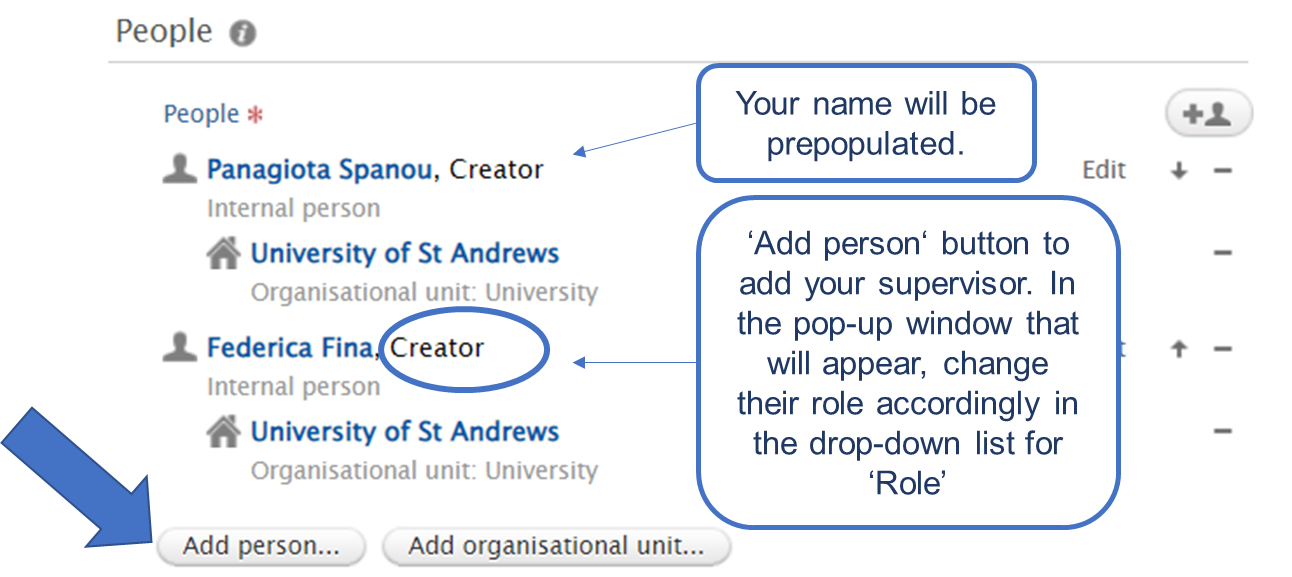 People
People *
Your name will be
prepopulated.
Panagiota Spanou, Creator
Edit
Internal person
University of St Andrews
Organisational unit: University
‘Add person‘ button to
add your supervisor. In
the pop-up window that
will appear, change
their role accordingly in
the drop-down list for
‘Role’
Federica Fina, Creator
Internal person
University of St Andrews
Organisational unit: University
Add person...
Add organisational unit...